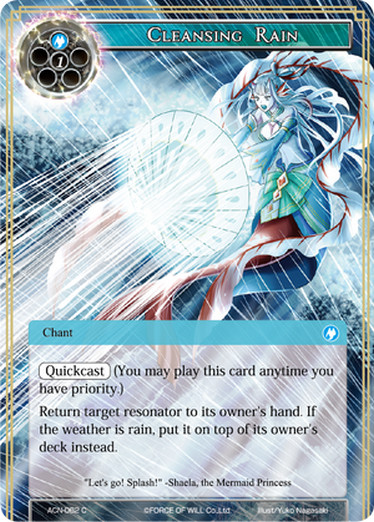 Cleansing Rain
1
Chant
Quickcast (You may play this card anytime you
have priority.)
Return target resonator to its owner's hand. If
the weather is rain, put it on top of its owner's
deck instead.
"Let's go! Splash!" -Shaela, the Mermaid Princess
ACN-062 C ©FORCE OF WILL Co.,Ltd. Illust/Yuko Nagasaki